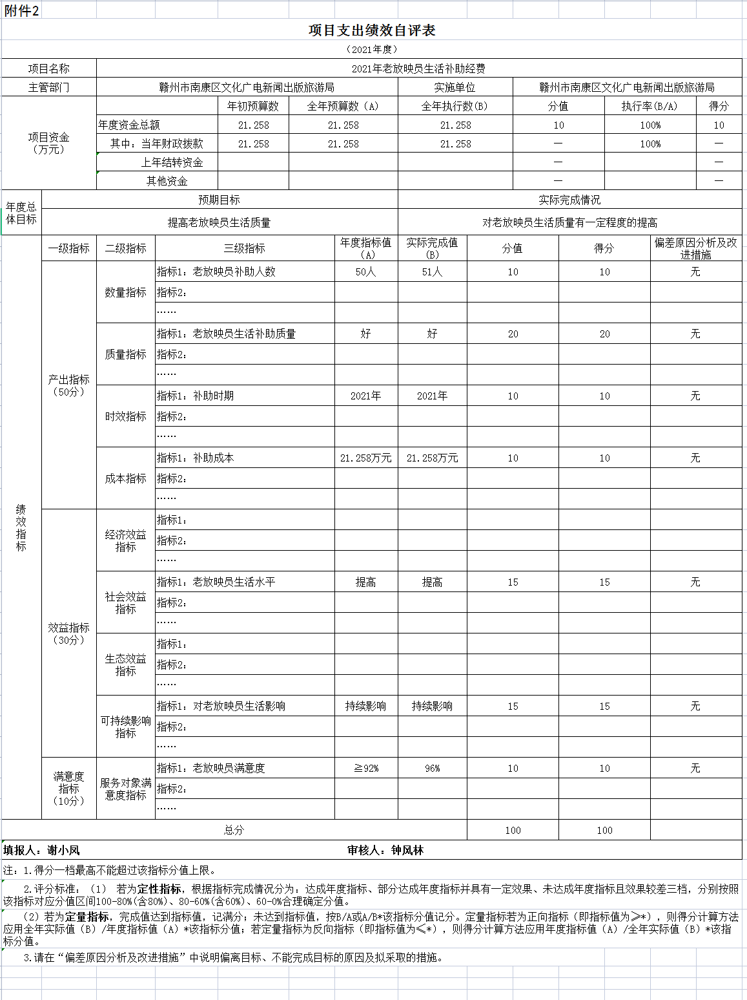 附件2
项目支出绩效自评表
（2021年度）
项目名称 2021年老放映员生活补助经费
主管部门 赣州市南康区文化广电新闻出版旅游局 实施单位 赣州市南康区文化广电新闻出版旅游局
项目资金
（万元）
年初预算数 全年预算数（A） 全年执行数(B) 分值 执行率(B/A) 得分
年度资金总额 21.258 21.258 21.258 10 100% 10
其中：当年财政拨款 21.258 21.258 21.258 — 100% —
上年结转资金 — —
其他资金 — —
年度总体目标
预期目标 实际完成情况
提高老放映员生活质量 对老放映员生活质量有一定程度的提高
绩效指标
一级指标 二级指标 三级指标 年度指标值（A） 实际完成值（B） 分值 得分 偏差原因分析及改进措施
产出指标
（50分）
数量指标
指标1：老放映员补助人数 50人 51人 10 10 无
指标2：
……
质量指标
指标1：老放映员生活补助质量 好 好 20 20 无
指标2：
……
时效指标
指标1：补助时期 2021年 2021年 10 10 无
指标2：
……
成本指标
指标1：补助成本 21.258万元 21.258万元 10 10 无
指标2：
……
效益指标
（30分）
经济效益
指标
指标1：
指标2：
……
社会效益
指标
指标1：老放映员生活水平 提高 提高 15 15 无
指标2：
……
生态效益
指标
指标1：
指标2：
……
可持续影响
指标
指标1：对老放映员生活影响 持续影响 持续影响 15 15 无
指标2：
……
满意度
指标
（10分）
服务对象满
意度指标
指标1：老放映员满意度 ≧92% 96% 10 10 无
指标2：
……
总分 100 100
填报人：谢小凤 审核人：钟风林
注：1.得分一档最高不能超过该指标分值上限。
2.评分标准：（1） 若为定性指标，根据指标完成情况分为：达成年度指标、部分达成年度指标并具有一定效果、未达成年度指标且效果较差三档，分别按照
该指标对应分值区间100-80%(含80%)、80-60%(含60%)、60-0%合理确定分值。
（2）若为定量指标，完成值达到指标值，记满分；未达到指标值，按B/A或A/B*该指标分值记分。定量指标若为正向指标（即指标值为≥*），则得分计算方法
应用全年实际值（B）/年度指标值（A）*该指标分值；若定量指标为反向指标（即指标值为≤*），则得分计算方法应用年度指标值（A）/全年实际值（B）*该指
标分值。
3.请在“偏差原因分析及改进措施”中说明偏离目标、不能完成目标的原因及拟采取的措施。